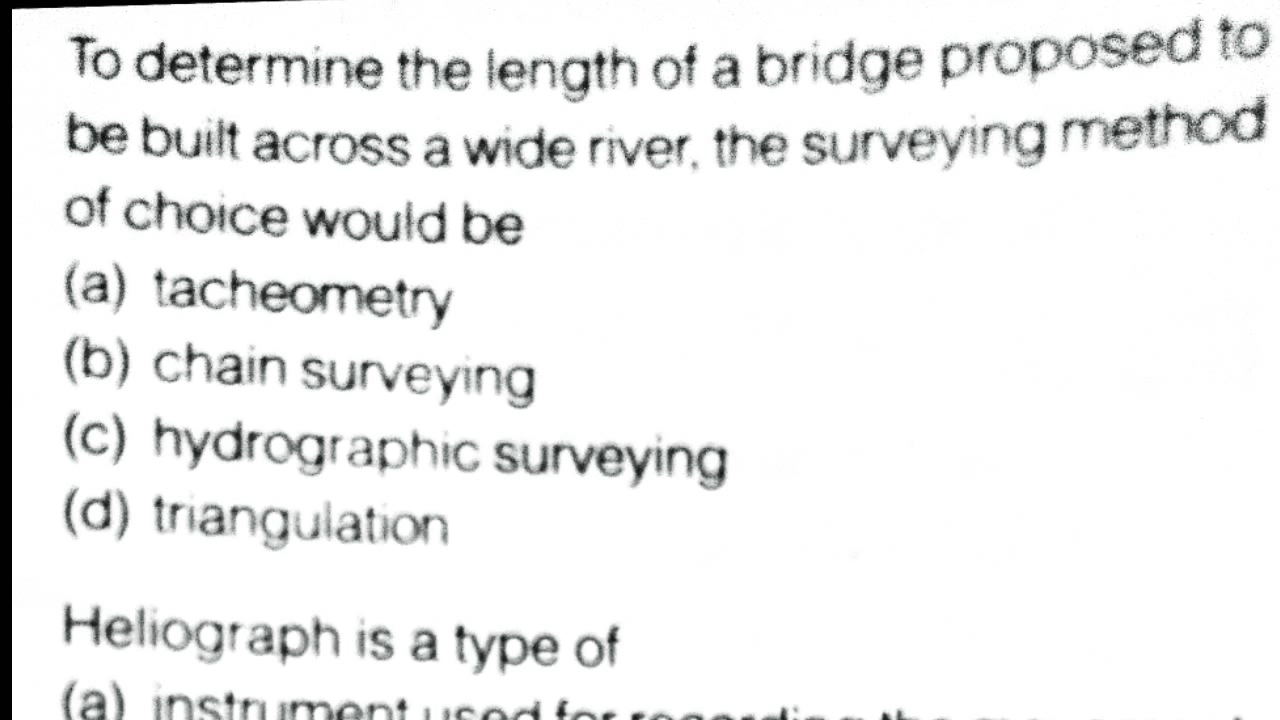 To determine the length of a bridge proposed to
be built across a wide river, the surveying method
of choice would be
(a) tacheometry
(b) chain surveying
(c) hydrographic surveying
(d) triangulation
Heliograph is a type of
(a) instrument used for the